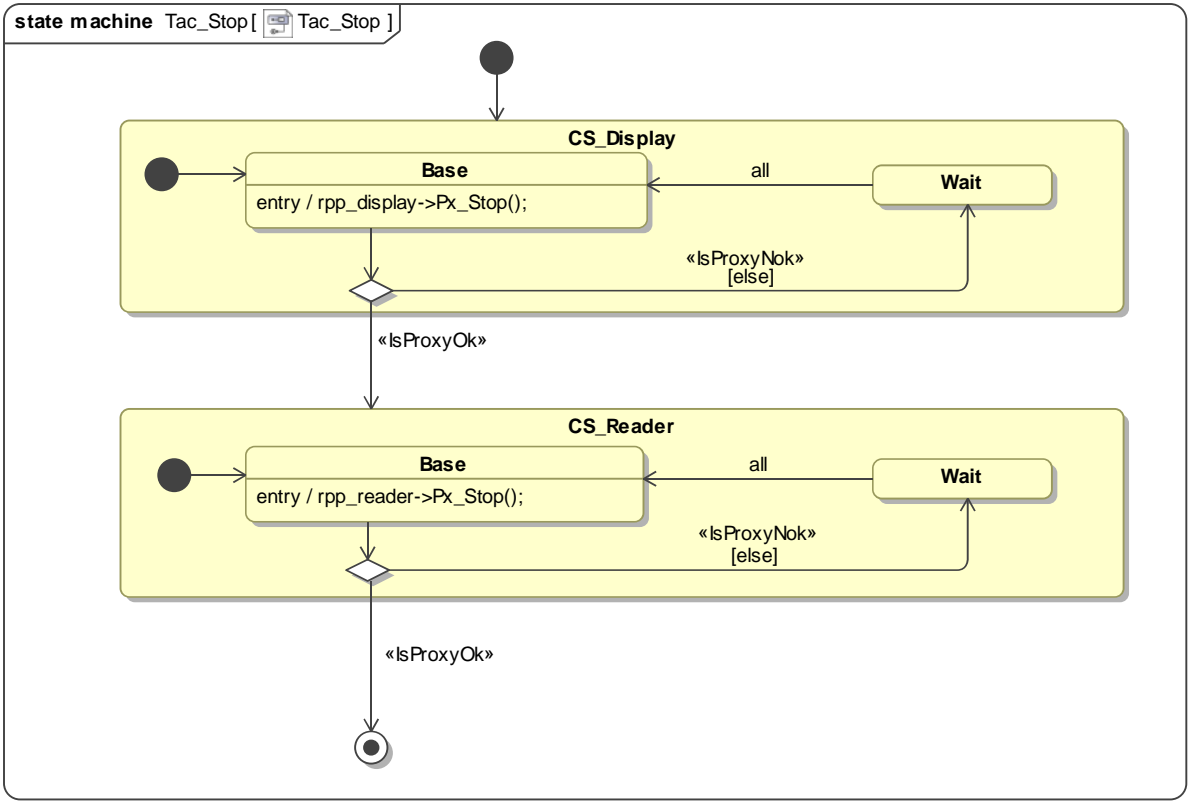 state machine Tac_Stop [ Tac_Stop ]
CS_Display
Base
entry / rpp_display->Px_Stop();
all
Wait
«IsProxyNok»
[else]
«IsProxyOk»
CS_Reader
Base
entry / rpp_reader->Px_Stop();
all
Wait
«IsProxyNok»
[else]
«IsProxyOk»